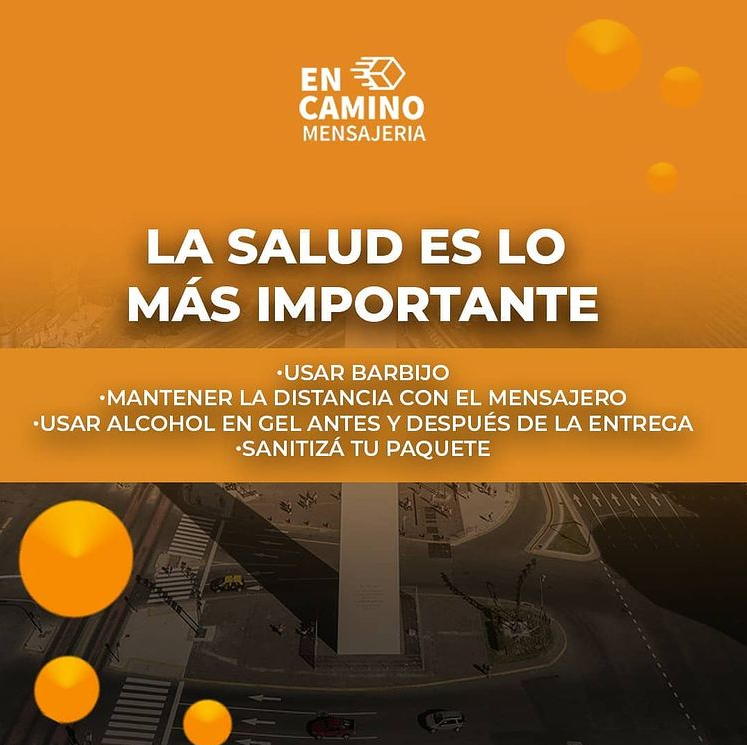 EN
CAMINO
MENSAJERIA
LA SALUD ES LO
MÁS IMPORTANTE
•USAR BARBIJO
•MANTENER LA DISTANCIA CON EL MENSAJERO
•USAR ALCOHOL EN GEL ANTES Y DESPUÉS DE LA ENTREGA
•SANITIZÁ TU PAQUETE